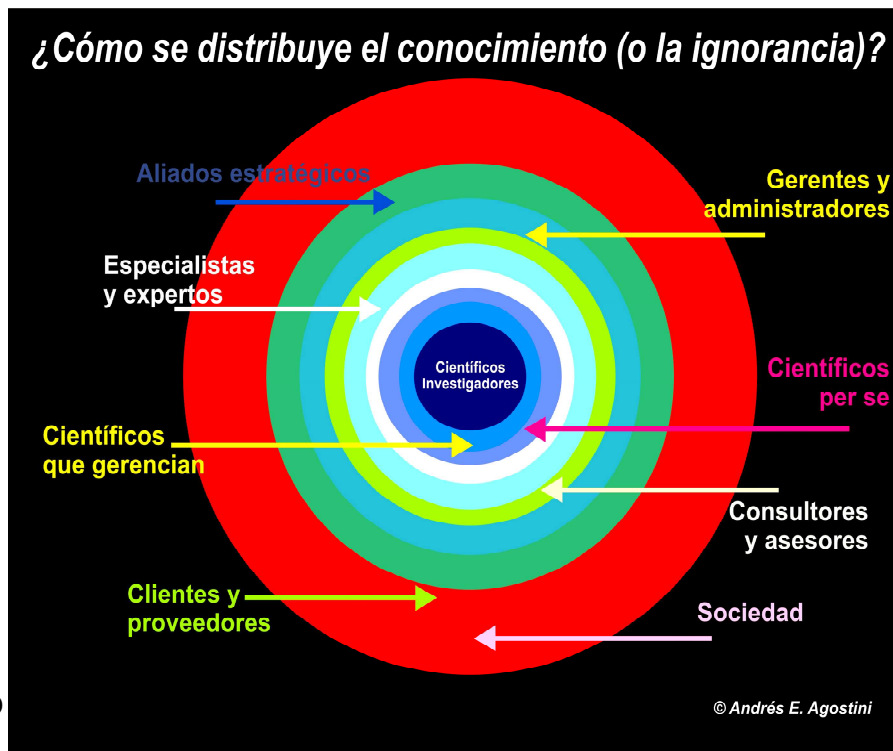 ¿Cómo se distribuye el conocimiento (o la ignorancia)?
Aliados estratégicos
Gerentes y
administradores
Especialistas
y expertos
Científicos
Investigadores
Científicos
per se
Científicos
que gerencian
Consultores
y asesores
Clientes y
proveedores
Sociedad
© Andrés E. Agostini